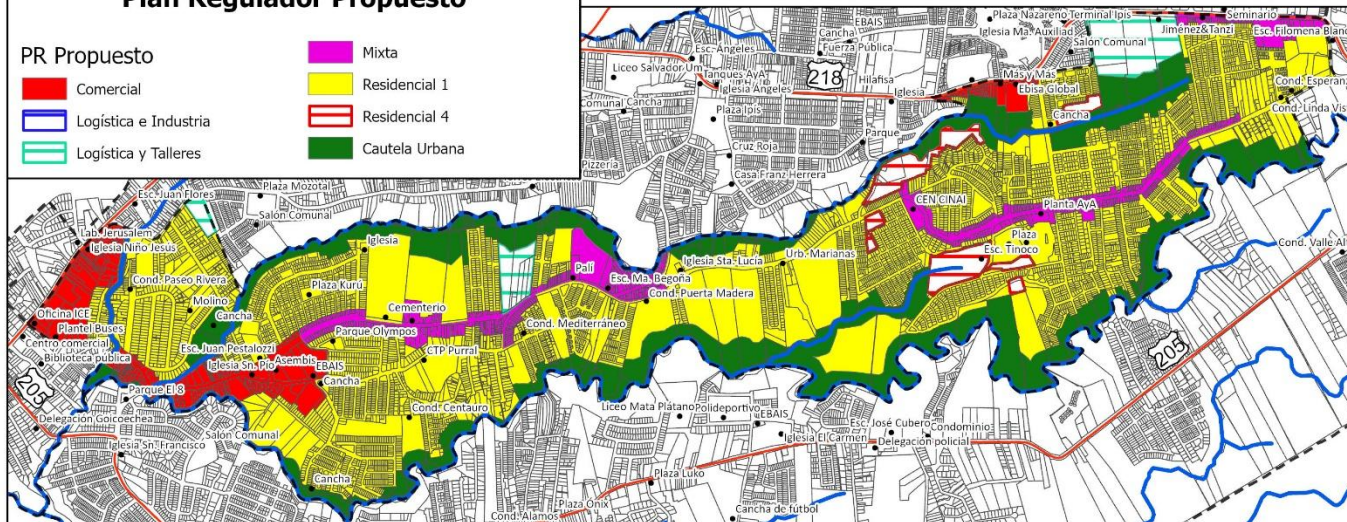 Plan Regulador Propuesto
PR Propuesto
Comercial
Logística e Industria
Logística y Talleres
Mixta
Residencial 1
Residencial 4
Cautela Urbana
Plaza Nazareno
Terminal Ipis
Seminario
EBAIS
Cancha
Fuerza Pública
Iglesia Ma. Auxiliad
Jiménez&Tanzi
Esc. Filomena Blanc
Salón Comunal
Esc. Ángeles
Liceo Salvador Um
Tanques AyA
218
Hilafisa
Más y Más
Ebisa Global
Iglesia Ángeles
Iglesia
Cond. Esperanz
Cond. Linda Vist
Comunal
Cancha
Plaza Ipís
Cancha
Parque
Cruz Roja
Pizzería
Casa Franz Herrera
Plaza Mozotal
Esc. Juan Flores
Salón Comunal
CEN CINAI
Planta AyA
Lab. Jerusalem
Iglesia Niño Jesús
Iglesia
Plaza
Esc. Tinoco
Cond. Valle Al
Iglesia Sta. Lucía
Urb. Marianas
Cond. Paseo Rivera
Palí
Esc. Ma. Begoña
Plaza Kurú
Cond. Puerta Madera
Molino
Cementerio
Oficina ICE
Cancha
Plantel Buses
Parque Olympos
Cond. Mediterráneo
Centro comercial
Esc. Juan Pestalozzi
CTP Purral
Biblioteca pública
Iglesia Sn. Pío
Asembis
EBAIS
Cancha
205
205
Parque El 8
Cond. Centauro
Liceo Mata Plátano
Polideportivo
EBAIS
Delegación Goicoechea
Esc. José Cubero
Condominio
Salón Comunal
Iglesia El Carmen
Delegación policial
Iglesia Sn. Francisco
Plaza Luko
Cancha
Plaza Onix
Cond. Alamos
Cancha de fútbol